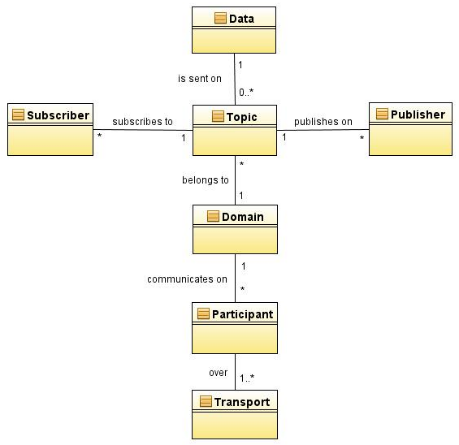 Data
1
is sent on
0..*
Subscriber
subscribes to
*
1
Topic
1
publishes on
*
Publisher
*
belongs to
1
Domain
1
communicates on
*
Participant
over
1..*
Transport